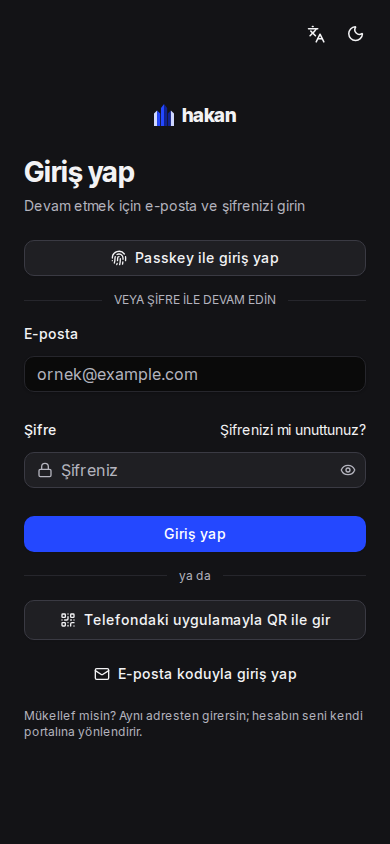 hakan
Giriş yap
Devam etmek için e-posta ve şifrenizi girin
Passkey ile giriş yap
VEYA ŞİFRE İLE DEVAM EDİN
E-posta
ornek@example.com
Şifre
Şifrenizi mi unuttunuz?
Şifreniz
Giriş yap
ya da
Telefondaki uygulamayla QR ile gir
E-posta koduyla giriş yap
Mükellef misin? Aynı adresten girersin; hesabın seni kendi
portalına yönlendirir.